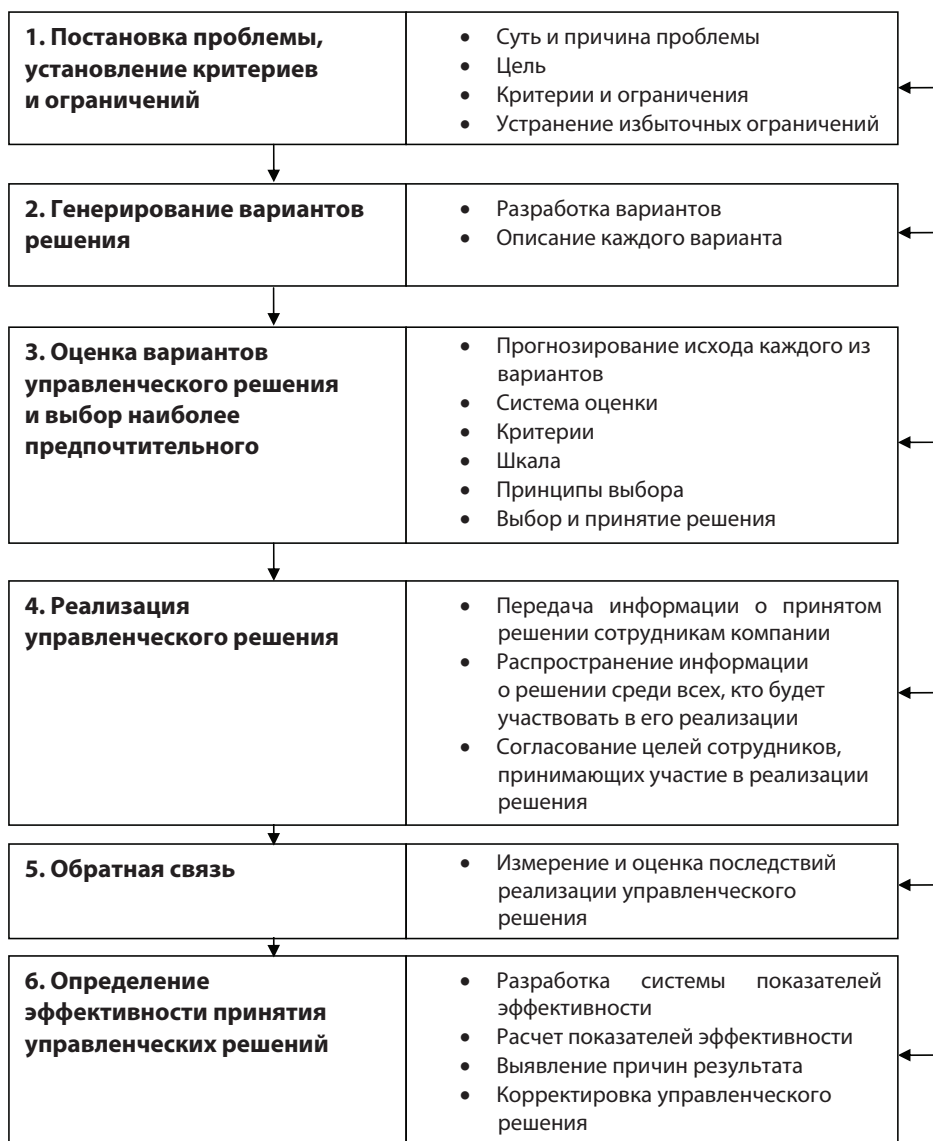 1. Постановка проблемы,
установление критериев
и ограничений
• Суть и причина проблемы
• Цель
• Критерии и ограничения
• Устранение избыточных ограничений
2. Генерирование вариантов
решения
• Разработка вариантов
• Описание каждого варианта
3. Оценка вариантов
управленческого решения
и выбор наиболее
предпочтительного
• Прогнозирование исхода каждого из
вариантов
• Система оценки
• Критерии
• Шкала
• Принципы выбора
• Выбор и принятие решения
4. Реализация
управленческого решения
• Передача информации о принятом
решении сотрудникам компании
• Распространение информации
о решении среди всех, кто будет
участвовать в его реализации
• Согласование целей сотрудников,
принимающих участие в реализации
решения
5. Обратная связь
• Измерение и оценка последствий
реализации управленческого
решения
6. Определение
эффективности принятия
управленческих решений
• Разработка системы показателей
эффективности
• Расчет показателей эффективности
• Выявление причин результата
• Корректировка управленческого
решения